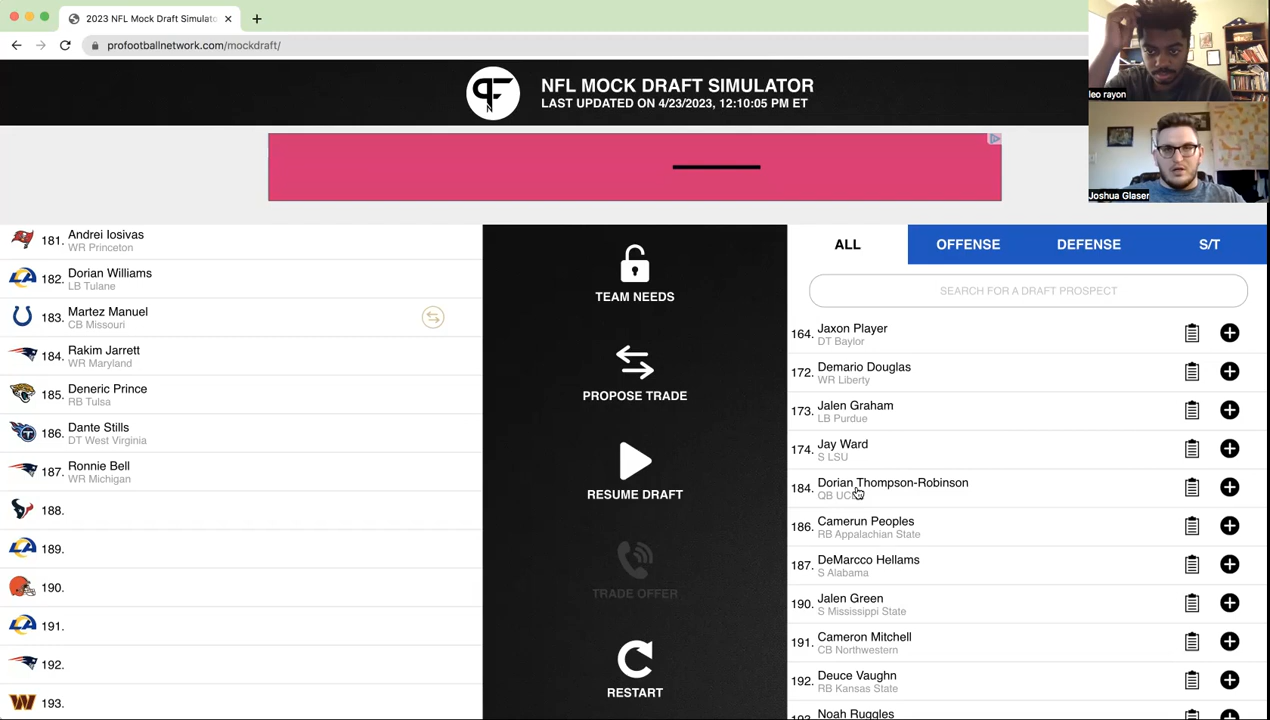 2023 NFL Mock Draft Simulato
profootballnetwork.com/mockdraft/
PF
N
NFL MOCK DRAFT SIMULATOR
LAST UPDATED ON 4/23/2023, 12:10:05 PM ET
leo rayon
Joshua Glaser
181. Andrei Iosivas
WR Princeton
182. Dorian Williams
LB Tulane
183. Martez Manuel
CB Missouri
184. Rakim Jarrett
WR Maryland
185. Deneric Prince
RB Tulsa
186. Dante Stills
DT West Virginia
187. Ronnie Bell
WR Michigan
188.
189.
190.
191.
192.
193.
TEAM NEEDS
PROPOSE TRADE
RESUME DRAFT
TRADE OFFER
RESTART
ALL OFFENSE DEFENSE S/T
SEARCH FOR A DRAFT PROSPECT
164. Jaxon Player
DT Baylor
172. Demario Douglas
WR Liberty
173. Jalen Graham
LB Purdue
174. Jay Ward
S LSU
184. Dorian Thompson-Robinson
QB
186. Camerun Peoples
RB Appalachian State
187. DeMarcco Hellams
S Alabama
190. Jalen Green
S Mississippi State
191. Cameron Mitchell
CB Northwestern
192. Deuce Vaughn
RB Kansas State
193. Noah Ruggles